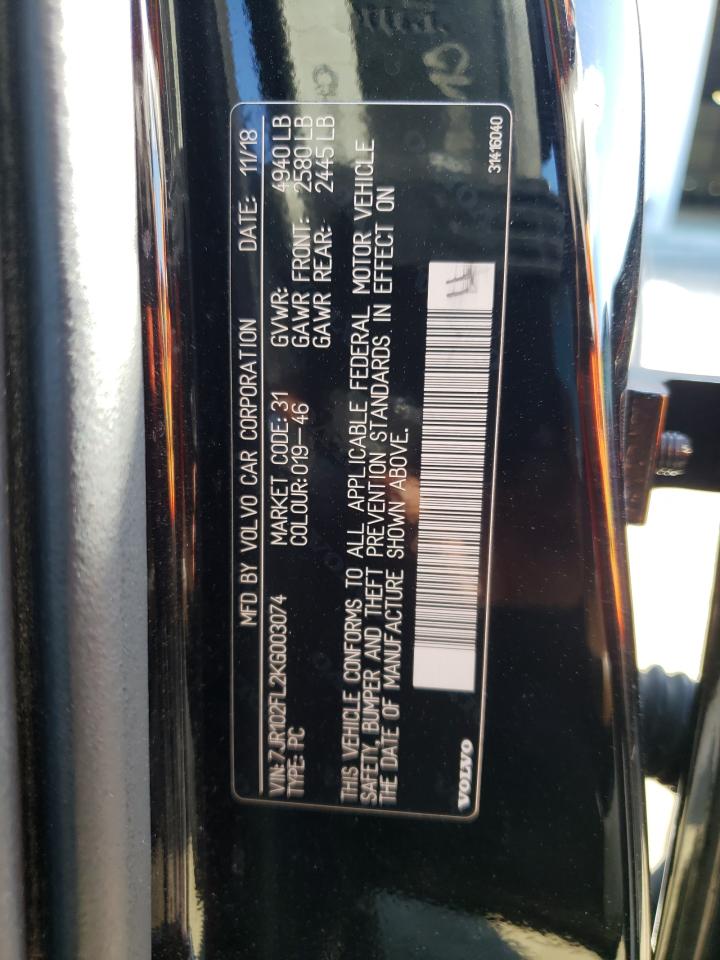 MFD BY VOLVO CAR CORPORATION DATE: 11/18
VIN: 7JR102FL2KG003074 MARKET CODE: 31 GVWR: 4940 LB
TYPE: PC COLOUR: 019-46 GAWR FRONT: 2580 LB
GAWR REAR: 2445 LB
THIS VEHICLE CONFORMS TO ALL APPLICABLE FEDERAL MOTOR VEHICLE
SAFETY, BUMPER AND THEFT PREVENTION STANDARDS IN EFFECT ON
THE DATE OF MANUFACTURE SHOWN ABOVE.
VOLVO 31416040